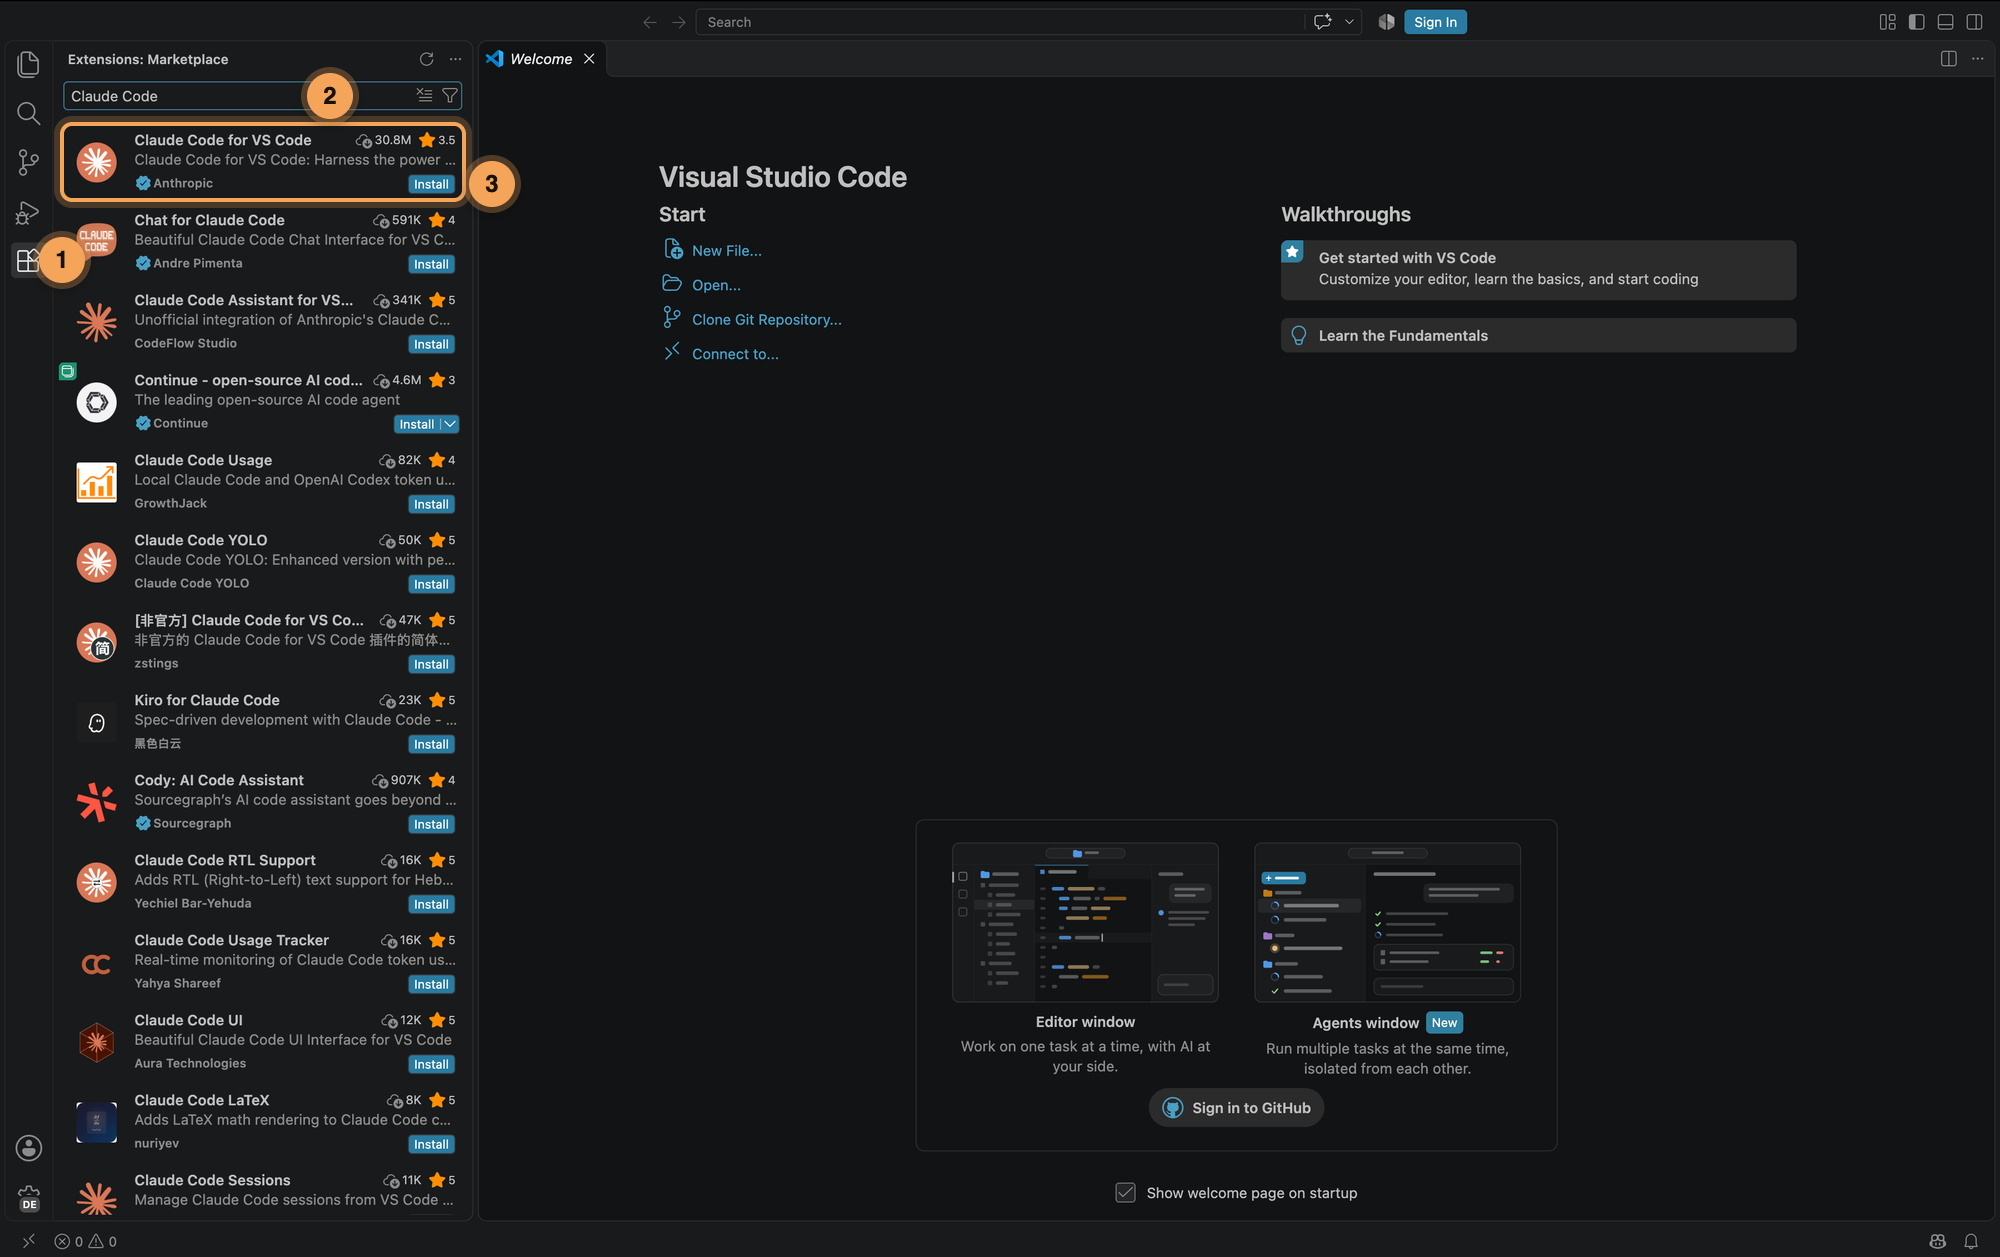 Search
Sign In
Extensions: Marketplace
Welcome
Claude Code
2
Claude Code for VS Code
30.8M
3.5
Claude Code for VS Code: Harness the power ...
Anthropic
Install
3
Chat for Claude Code
591K
4
CLAUDE
CODE
Beautiful Claude Code Chat Interface for VS C...
Andre Pimenta
Install
1
Claude Code Assistant for VS...
341K
5
Unofficial integration of Anthropic's Claude C...
CodeFlow Studio
Install
Continue - open-source AI cod...
4.6M
3
The leading open-source AI code agent
Continue
Install
Claude Code Usage
82K
4
Local Claude Code and OpenAI Codex token u...
GrowthJack
Install
Claude Code YOLO
50K
5
Claude Code YOLO: Enhanced version with pe...
Claude Code YOLO
Install
[非官方] Claude Code for VS Co...
47K
5
非官方的 Claude Code for VS Code 插件的简体...
简
zstings
Install
Kiro for Claude Code
23K
5
Spec-driven development with Claude Code - ...
黑色白云
Install
Cody: AI Code Assistant
907K
4
Sourcegraph’s AI code assistant goes beyond ...
Sourcegraph
Install
Claude Code RTL Support
16K
5
Adds RTL (Right-to-Left) text support for Heb...
Yechiel Bar-Yehuda
Install
Claude Code Usage Tracker
16K
5
Real-time monitoring of Claude Code token us...
CC
Yahya Shareef
Install
Claude Code UI
12K
5
Beautiful Claude Code UI Interface for VS Code
Aura Technologies
Install
Claude Code LaTeX
8K
5
Adds LaTeX math rendering to Claude Code c...
nuriyev
Install
Claude Code Sessions
11K
5
Manage Claude Code sessions from VS Code ...
DE
0
0
Visual Studio Code
Start
New File...
Open...
Clone Git Repository...
Connect to...
Walkthroughs
Get started with VS Code
Customize your editor, learn the basics, and start coding
Learn the Fundamentals
Editor window
Work on one task at a time, with AI at
your side.
Agents window
New
Run multiple tasks at the same time,
isolated from each other.
Sign in to GitHub
Show welcome page on startup